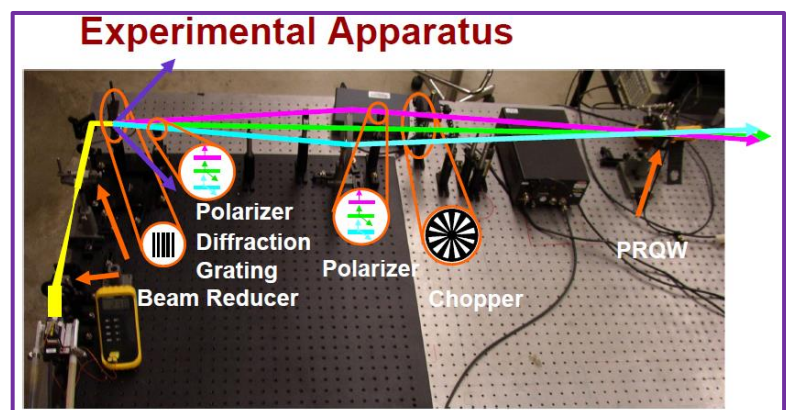 Experimental Apparatus
Polarizer
Diffraction
Grating
Beam Reducer
Polarizer
Chopper
PRQW